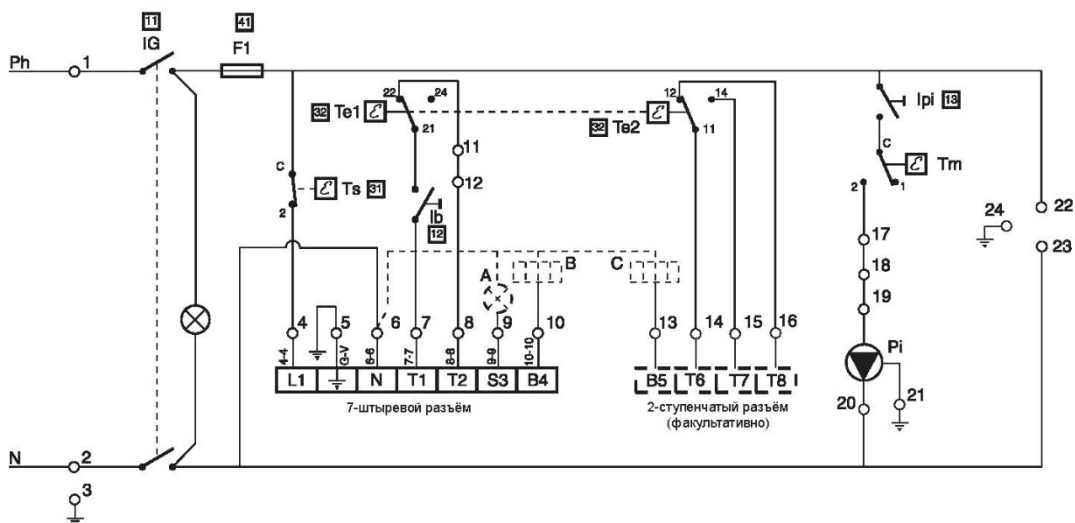 11
41
IG
F1
Ph
1
22
24
32
Te1
ℰ
21
11
12
12
14
32
Te2
ℰ
11
Ipi
13
C
ℰ
Tm
2
1
C
ℰ
Ts
31
2
Ib
12
17
18
19
24
22
23
A
B
C
4
5
6
7
8
9
10
13
14
15
16
4-4
G-V
6-6
7-7
8-8
9-9
10-10
L1
N
T1
T2
S3
B4
B5
T6
T7
T8
7-штыревой разъём
2-ступенчатый разъём
(факультативно)
Pi
20
21
N
2
3